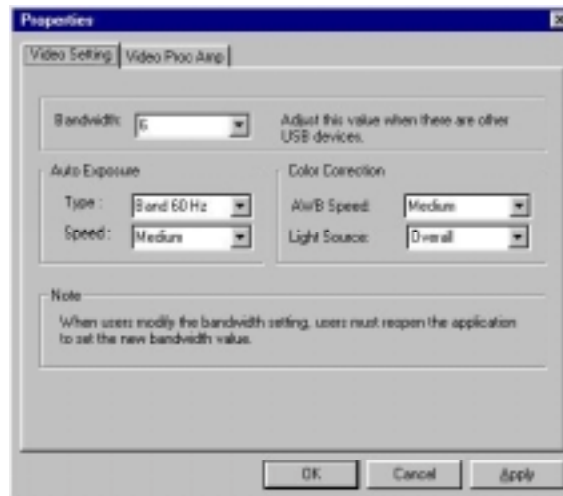 Properties
Video Setting Video Proc Amp
Bandwidth: 6 Adjust this value when there are other
USB devices.
Auto Exposure
Type : Band 60 Hz
Speed : Medium
Color Correction
AWB Speed: Medium
Light Source: Overall
Note
When users modify the bandwidth setting, users must reopen the application
to set the new bandwidth value.
OK Cancel Apply